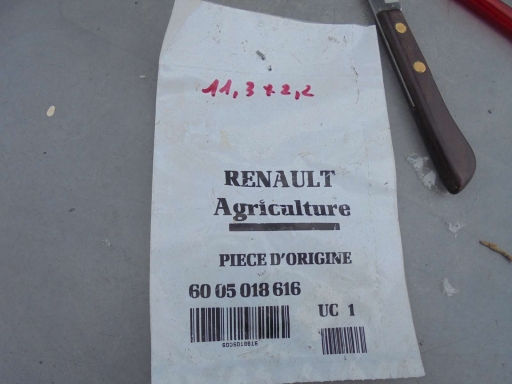 11,3 x 2,2
RENAULT
Agriculture
PIECE D'ORIGINE
60 05 018 616
UC 1